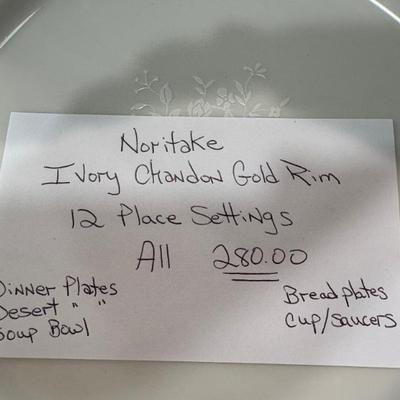 Noritake
Ivory Chandon Gold Rim
12 Place Settings
All 280.00
Dinner Plates
Desert " "
Soup Bowl
Bread plates
Cup/saucers